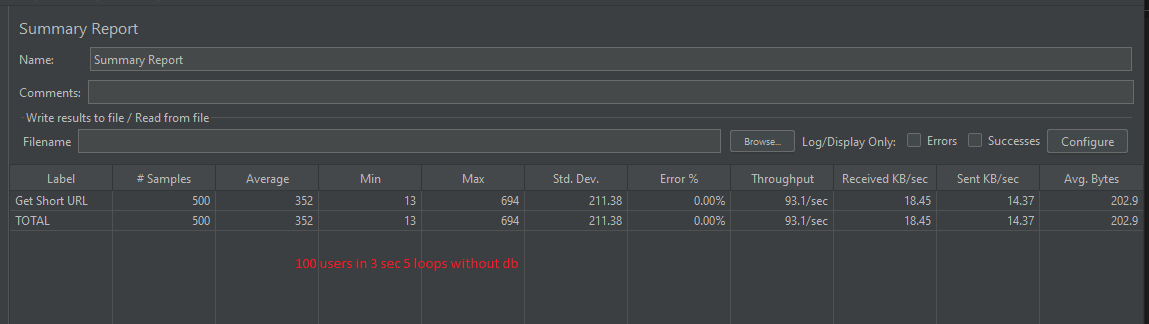 Summary Report
Name: Summary Report
Comments:
Write results to file / Read from file
Filename Browse... Log/Display Only: Errors Successes Configure
Label # Samples Average Min Max Std. Dev. Error % Throughput Received KB/sec Sent KB/sec Avg. Bytes
Get Short URL 500 352 13 694 211.38 0.00% 93.1/sec 18.45 14.37 202.9
TOTAL 500 352 13 694 211.38 0.00% 93.1/sec 18.45 14.37 202.9
100 users in 3 sec 5 loops without db